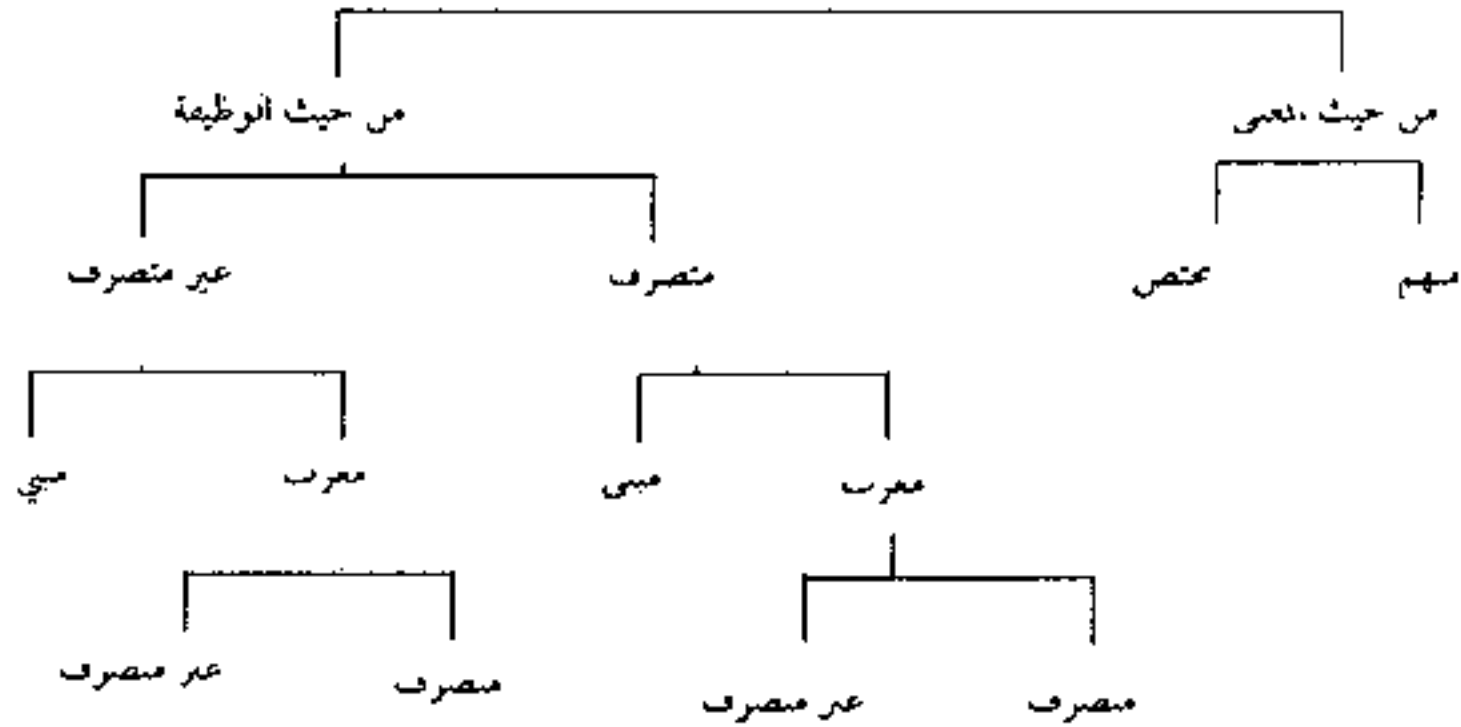 من حيث المعنى
من حيث الوظيفة
مبهم
مختص
متصرف
غير متصرف
معرب
مبنى
معرب
مبني
منصرف
غير منصرف
منصرف
غير منصرف